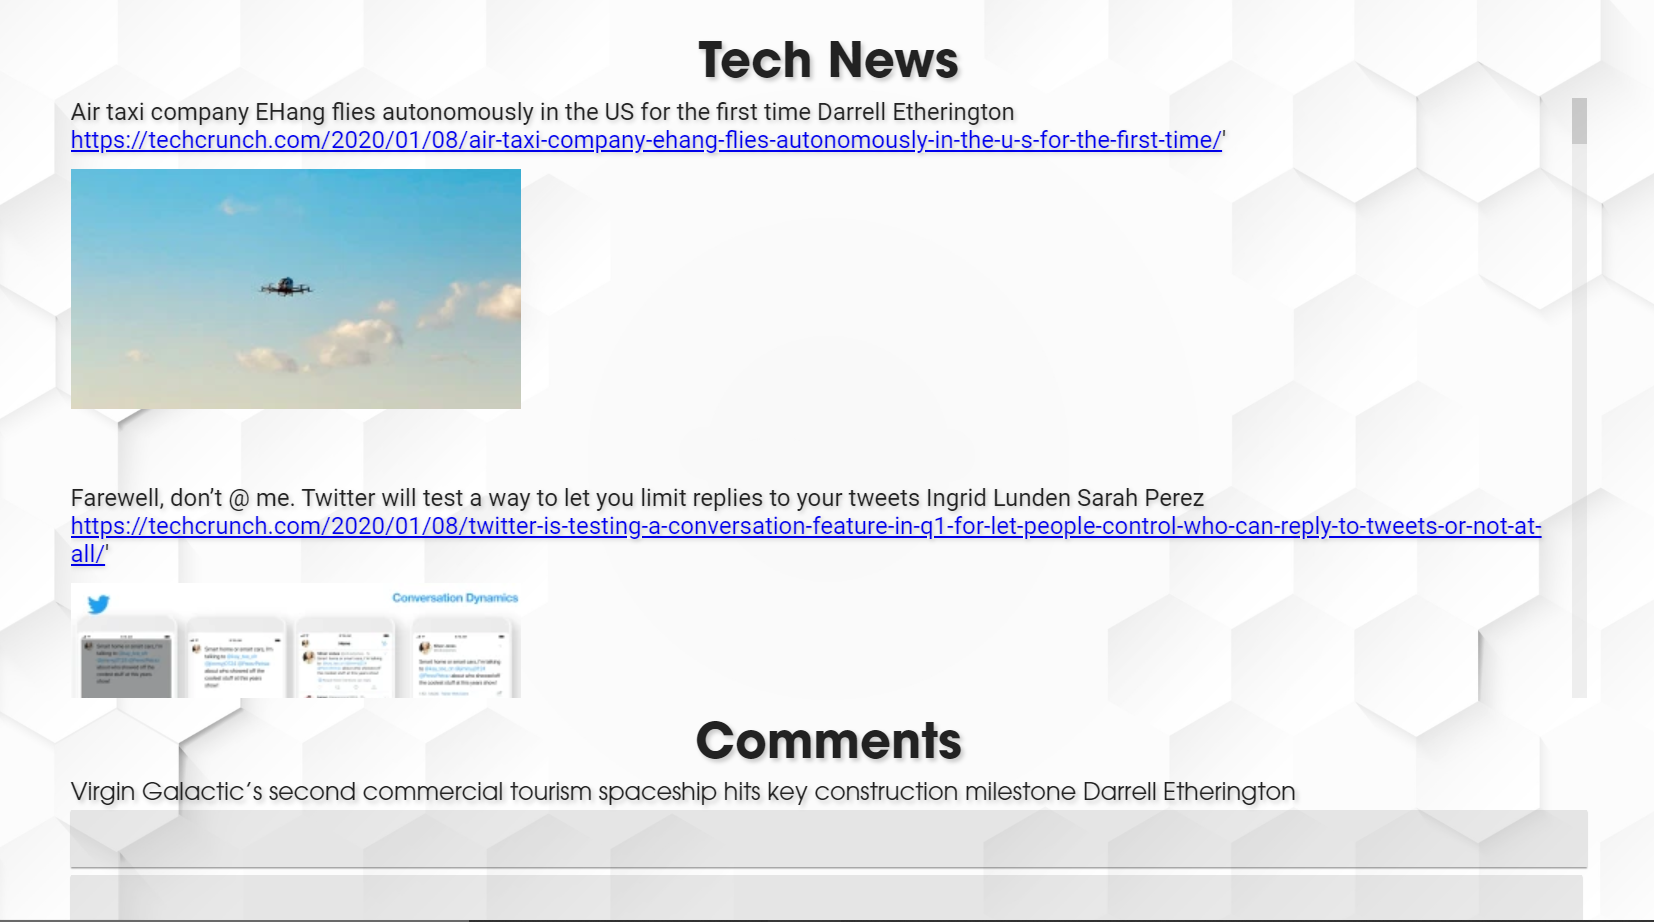 Tech News
Air taxi company EHang flies autonomously in the US for the first time Darrell Etherington
https://techcrunch.com/2020/01/08/air-taxi-company-ehang-flies-autonomously-in-the-u-s-for-the-first-time/'
Farewell, don’t @ me. Twitter will test a way to let you limit replies to your tweets Ingrid Lunden Sarah Perez
https://techcrunch.com/2020/01/08/twitter-is-testing-a-conversation-feature-in-q1-for-let-people-control-who-can-reply-to-tweets-or-not-at-
all/'
Conversation Dynamics
Comments
Virgin Galactic’s second commercial tourism spaceship hits key construction milestone Darrell Etherington